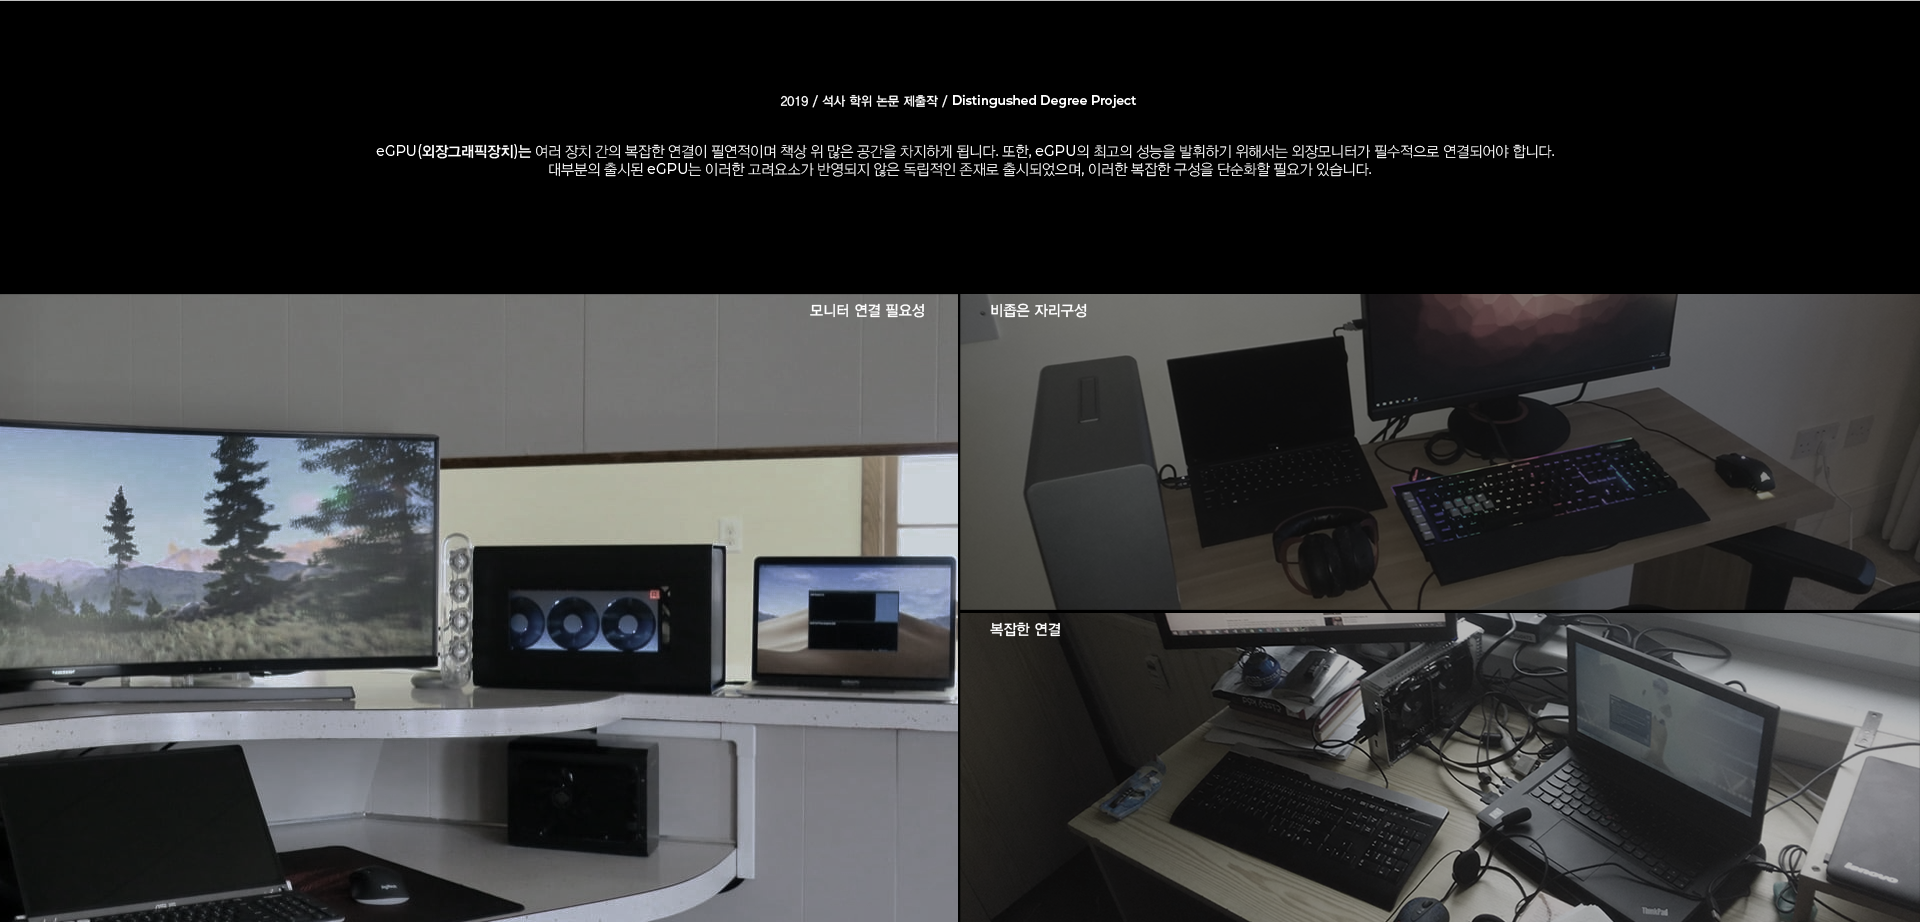 2019 / 석사 학위 논문 제출작 / Distingushed Degree Project
eGPU(외장그래픽장치)는 여러 장치 간의 복잡한 연결이 필연적이며 책상 위 많은 공간을 차지하게 됩니다. 또한, eGPU의 최고의 성능을 발휘하기 위해서는 외장모니터가 필수적으로 연결되어야 합니다.
대부분의 출시된 eGPU는 이러한 고려요소가 반영되지 않은 독립적인 존재로 출시되었으며, 이러한 복잡한 구성을 단순화할 필요가 있습니다.
모니터 연결 필요성
비좁은 자리구성
복잡한 연결
lenovo
ThinkPad